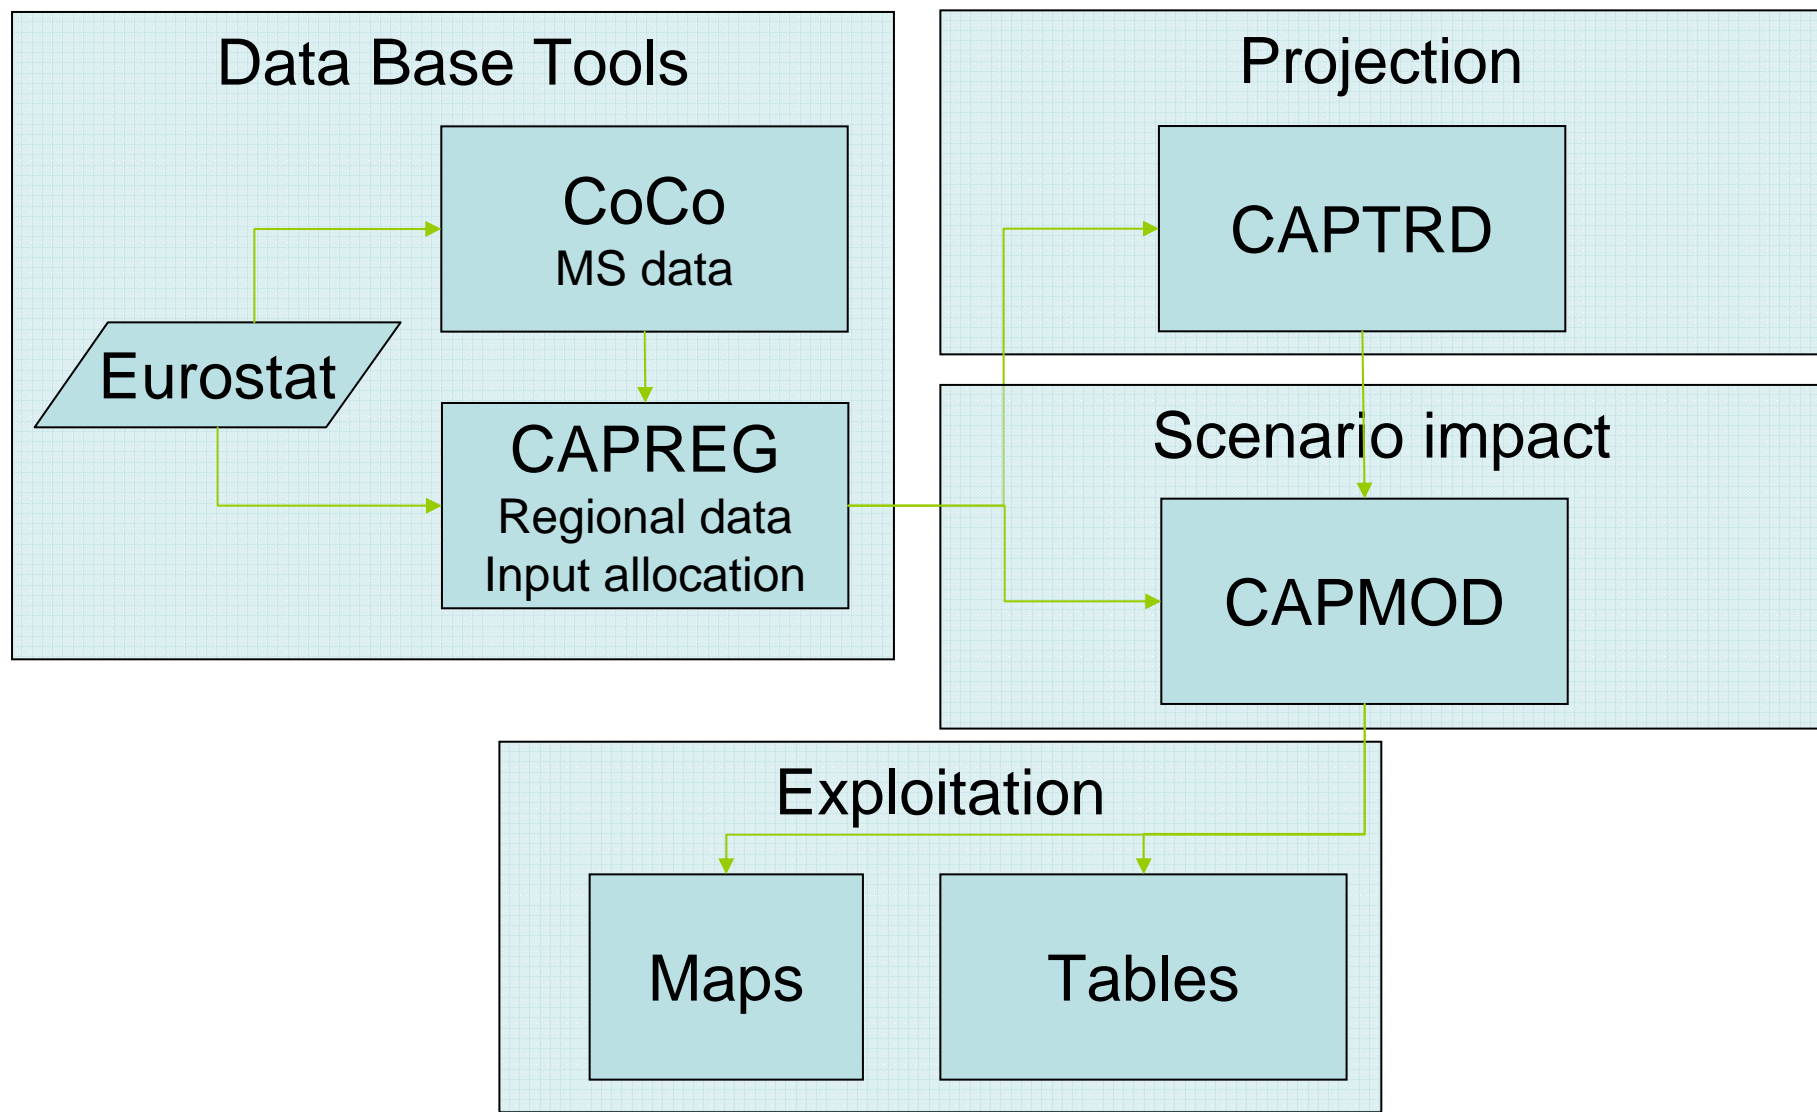 Data Base Tools
CoCo
MS data
Eurostat
CAPREG
Regional data
Input allocation
Projection
CAPTRD
Scenario impact
CAPMOD
Exploitation
Maps
Tables